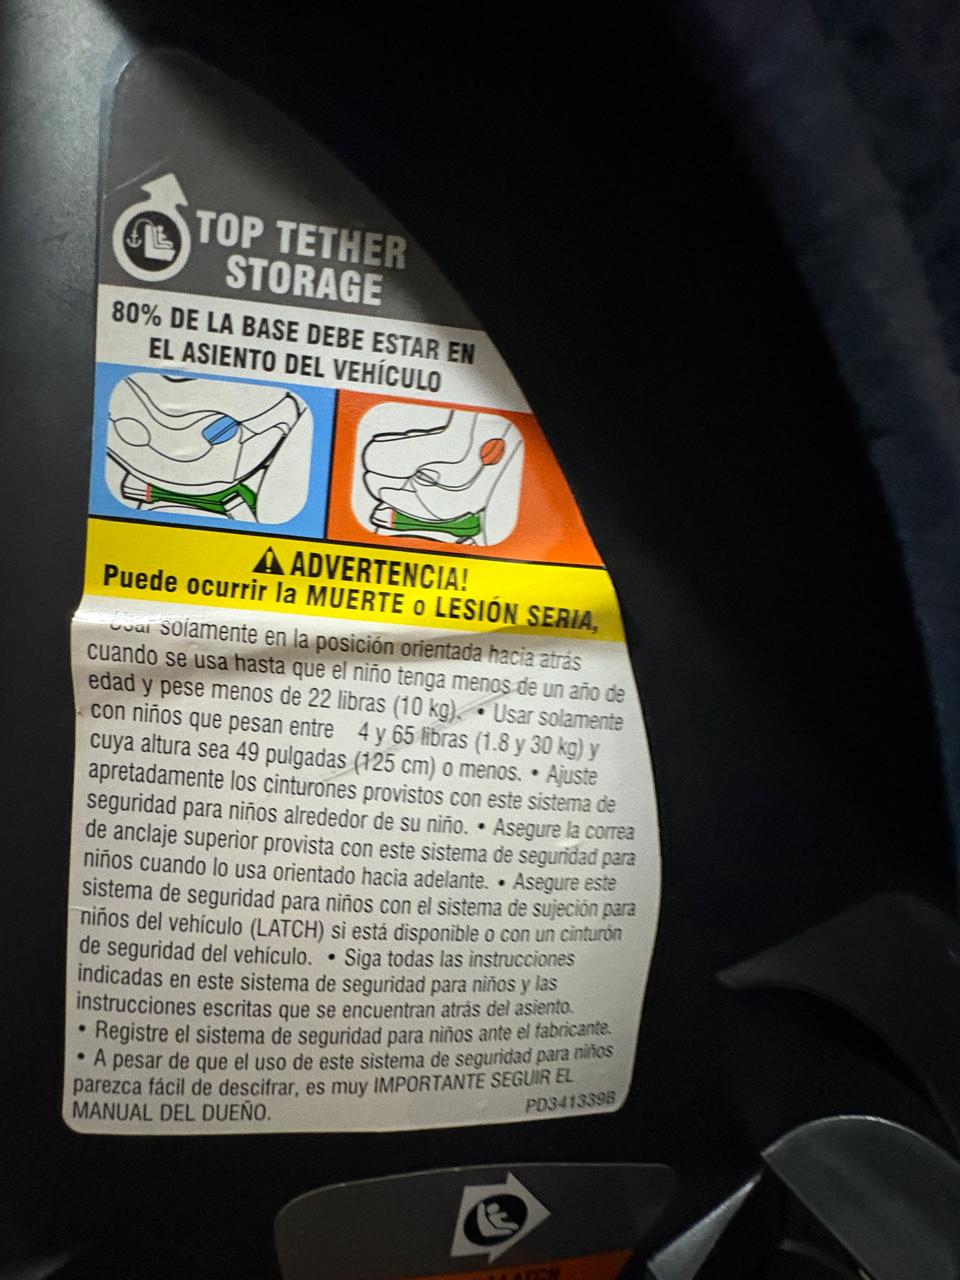 TOP TETHER
STORAGE
80% DE LA BASE DEBE ESTAR EN
EL ASIENTO DEL VEHÍCULO
ADVERTENCIA!
Puede ocurrir la MUERTE o LESIÓN SERIA,
Usar solamente en la posición orientada hacia atrás
cuando se usa hasta que el niño tenga menos de un año de
edad y pese menos de 22 libras (10 kg). • Usar solamente
con niños que pesan entre 4 y 65 libras (1.8 y 30 kg) y
cuya altura sea 49 pulgadas (125 cm) o menos. • Ajuste
apretadamente los cinturones provistos con este sistema de
seguridad para niños alrededor de su niño. • Asegure la correa
de anclaje superior provista con este sistema de seguridad para
niños cuando lo usa orientado hacia adelante. • Asegure este
sistema de seguridad para niños con el sistema de sujeción para
niños del vehículo (LATCH) si está disponible o con un cinturón
de seguridad del vehículo. • Siga todas las instrucciones
indicadas en este sistema de seguridad para niños y las
instrucciones escritas que se encuentran atrás del asiento.
• Registre el sistema de seguridad para niños ante el fabricante.
• A pesar de que el uso de este sistema de seguridad para niños
parezca fácil de descifrar, es muy IMPORTANTE SEGUIR EL
MANUAL DEL DUEÑO.
PD341339B
LATCH